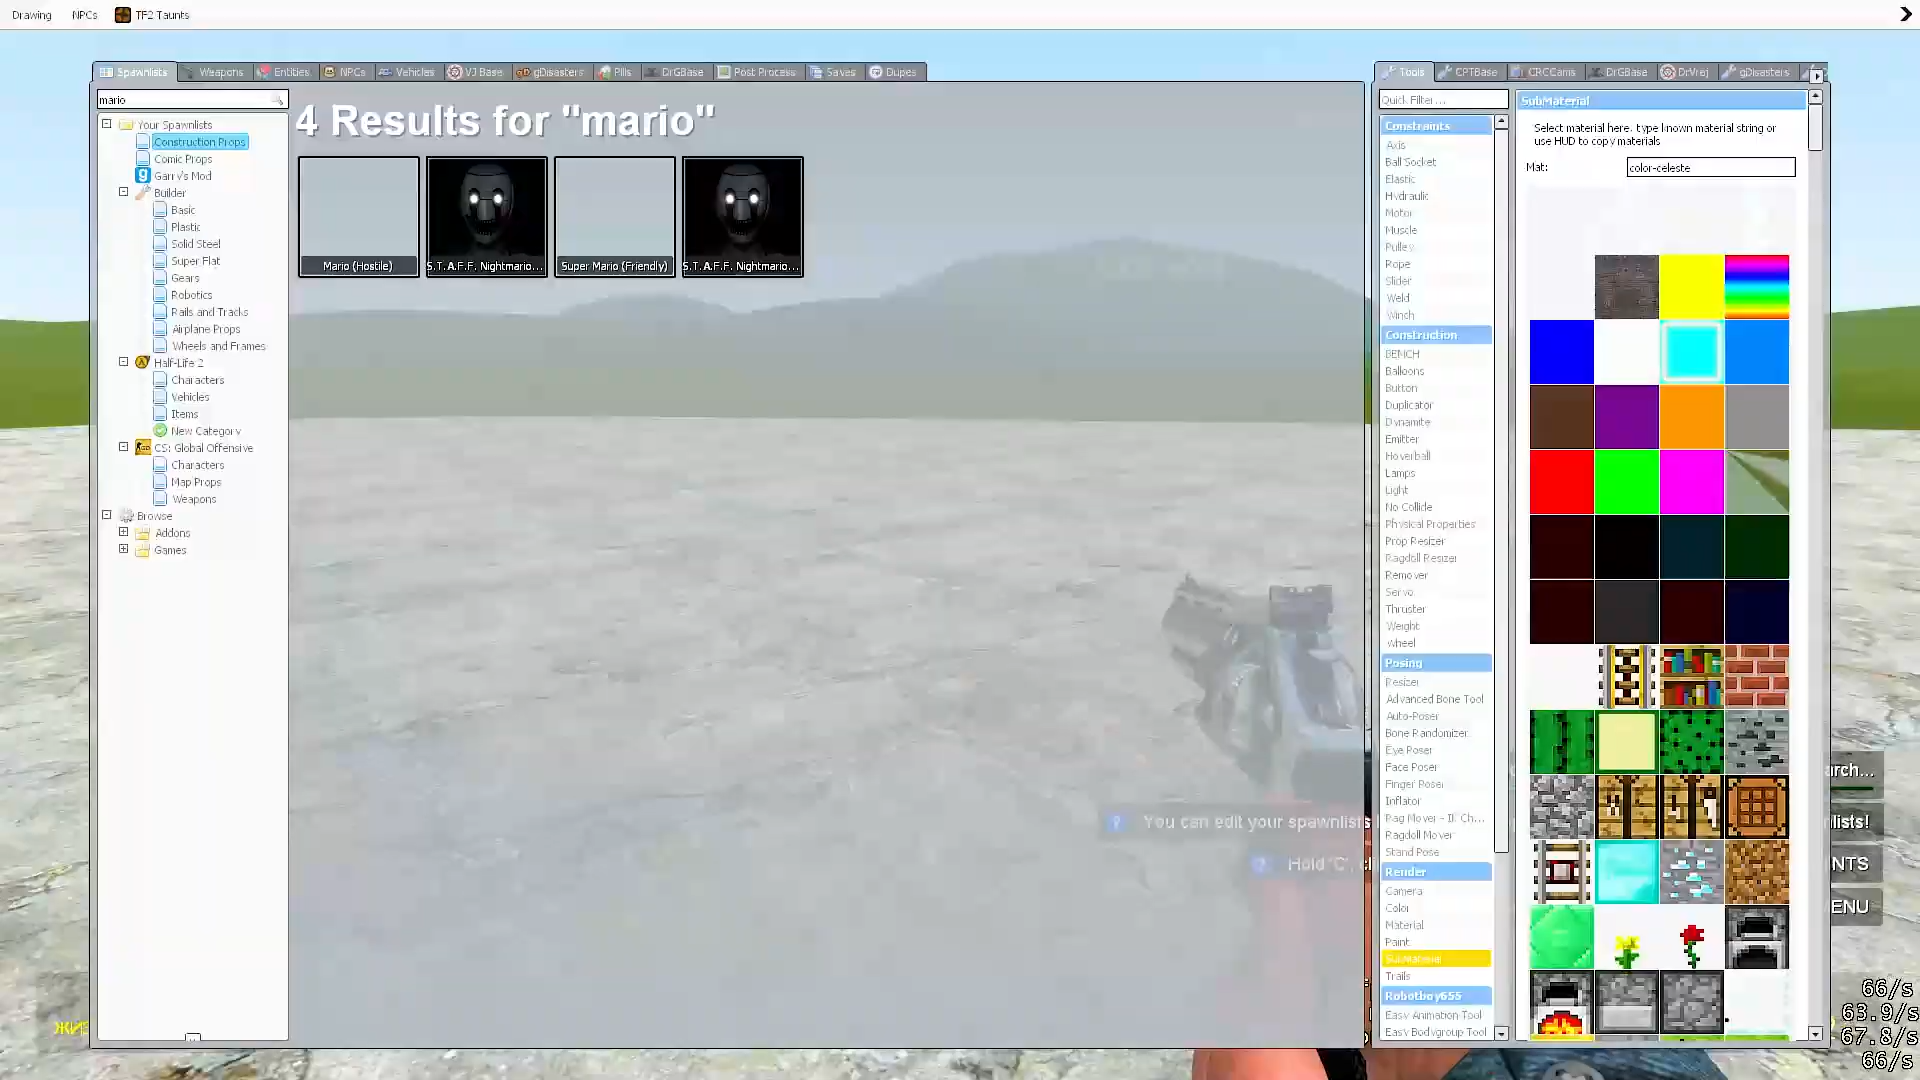 Drawing NPCs TF2 Taunts
Spawnlists Weapons Entities NPCs Vehicles VJ Base gDisasters Pills DrGBase Post Process Saves Dupes
mario
Your Spawnlists
Construction Props
Comic Props
Garry's Mod
Builder
Basic
Plastic
Solid Steel
Super Flat
Gears
Robotics
Rails and Tracks
Airplane Props
Wheels and Frames
Half-Life 2
Characters
Vehicles
Items
New Category
CS: Global Offensive
Characters
Map Props
Weapons
Browse
Addons
Games
4 Results for "mario"
Mario (Hostile)
S.T.A.F.F. Nightmario...
Super Mario (Friendly)
S.T.A.F.F. Nightmario...
You can edit your spawnlists
Hold 'C', cli
Tools CPTBase CRCCams DrGBase DrVrej gDisasters
Quick Filter ...
Constraints
Axis
Ball Socket
Elastic
Hydraulic
Motor
Muscle
Pulley
Rope
Slider
Weld
Winch
Construction
BENCH
Balloons
Button
Duplicator
Dynamite
Emitter
Hoverball
Lamps
Light
No Collide
Physical Properties
Prop Resizer
Ragdoll Resizer
Remover
Servo
Thruster
Weight
Wheel
Posing
Resizer
Advanced Bone Tool
Auto-Poser
Bone Randomizer
Eye Poser
Face Poser
Finger Poser
Inflator
Rag Mover - IK Ch...
Ragdoll Mover
Stand Pose
Render
Camera
Color
Material
Paint
SubMaterial
Trails
Robotboy655
Easy Animation Tool
Easy Bodygroup Tool
SubMaterial
Select material here, type known material string or
use HUD to copy materials
Mat: color-celeste
arch...
lists!
NTS
ENU
66/s
63.9/s
67.8/s
66/s